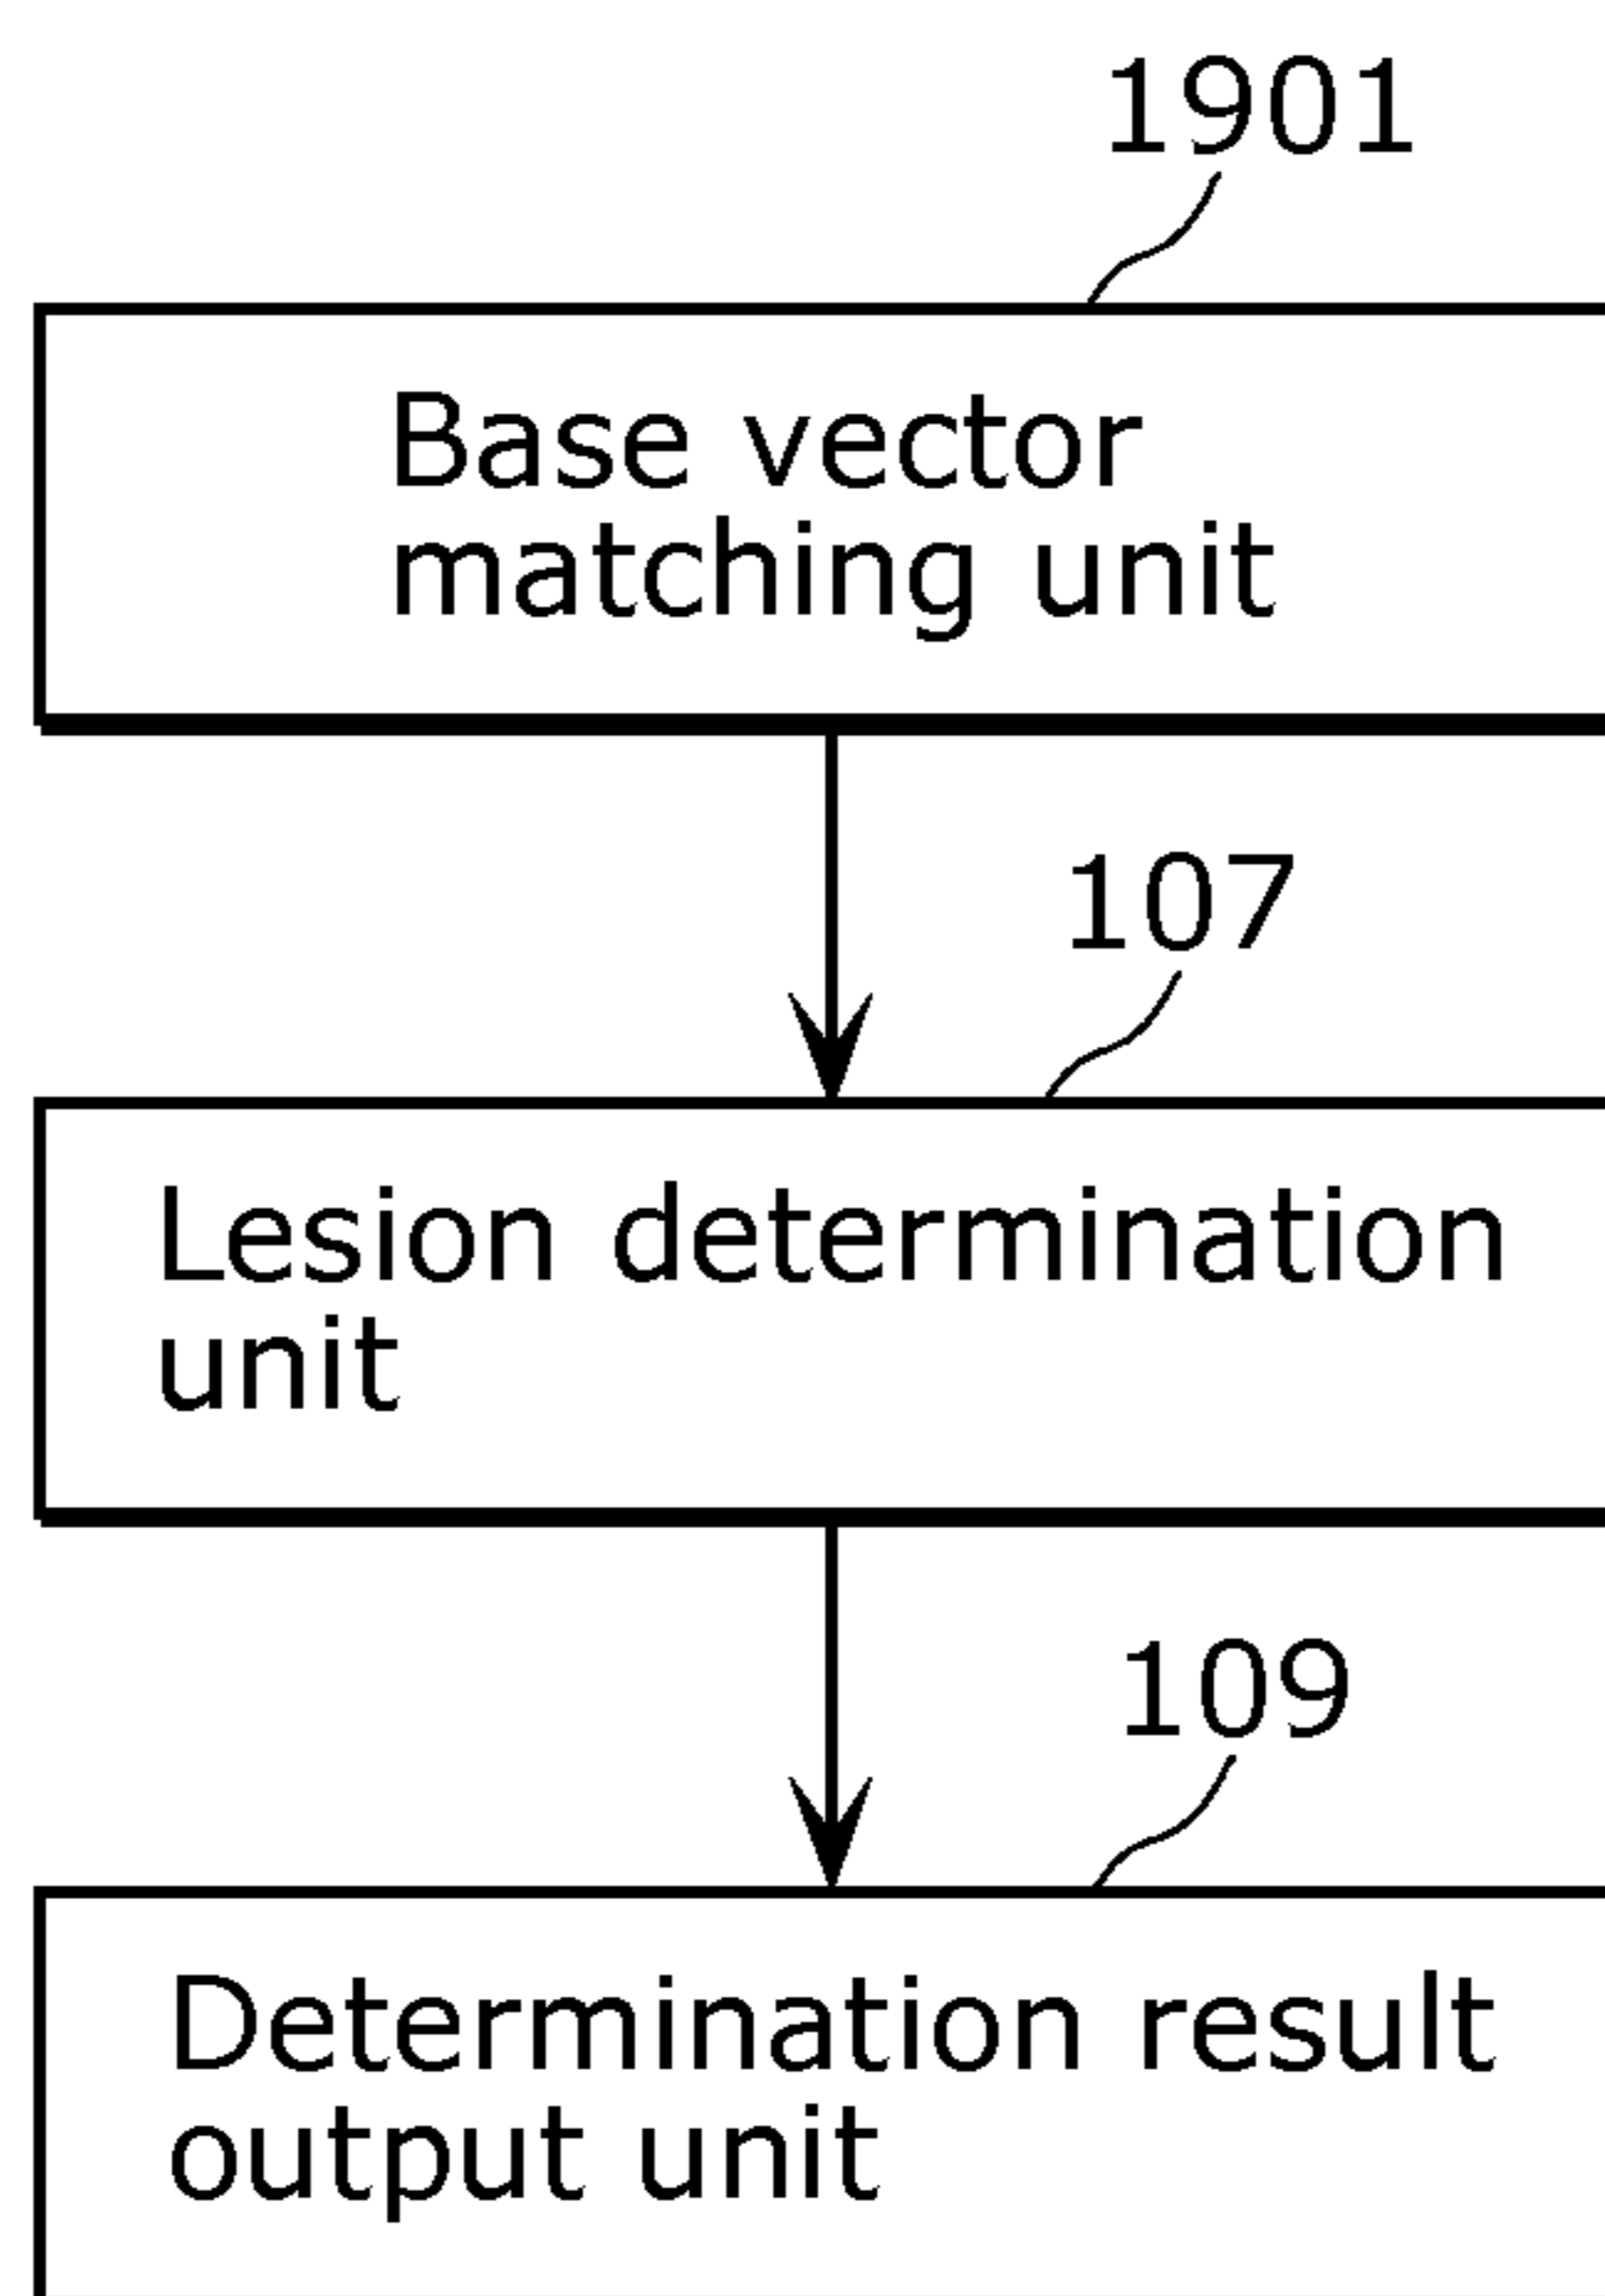 1901
Base vector
matching unit
107
Lesion determination
unit
109
Determination result
output unit